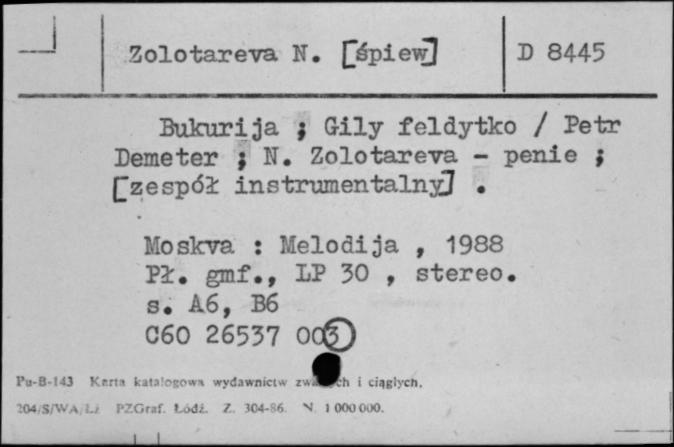 Zolotareva N. [śpiew] D 8445
Bukurija ; Gily feldytko / Petr
Demeter ; N. Zolotareva - penie ;
[zespół instrumentalny] .
Moskva : Melodija , 1988
Pł. gmf., LP 30 , stereo.
s. A6, B6
C60 26537 003
Pu-B-143 Karta katalogowa wydawnictw i ciągłych.
204/S/WA/Łż PZGraf. Łódź. Z. 304-86. N. 1 000 000.